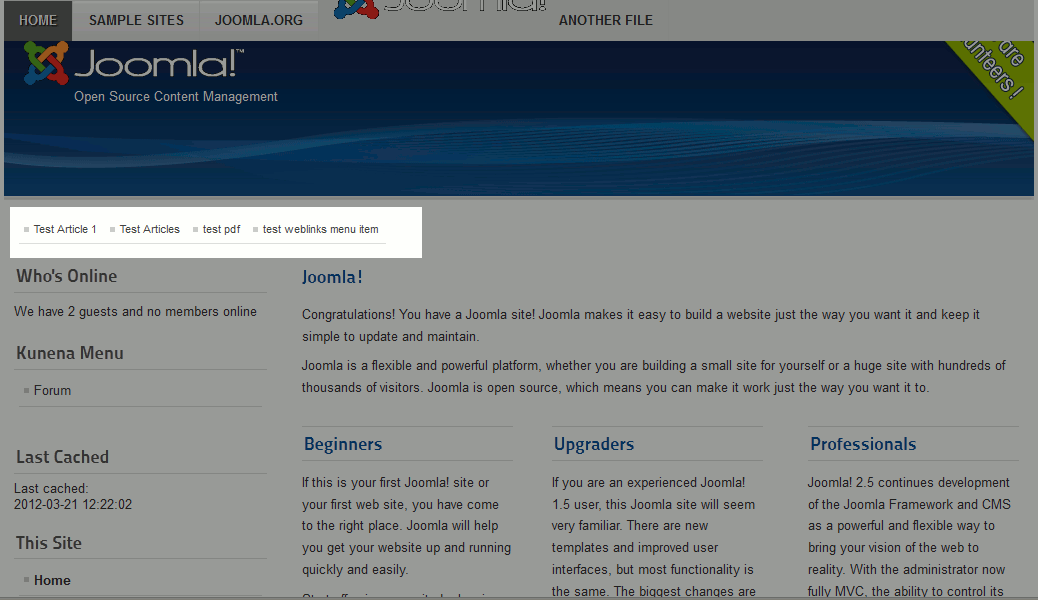 HOME SAMPLE SITES JOOMLA.ORG Joomla! ANOTHER FILE
Joomla!™
Open Source Content Management
are
unteers !
Test Article 1 Test Articles test pdf test weblinks menu item
Who's Online
We have 2 guests and no members online
Kunena Menu
Forum
Last Cached
Last cached:
2012-03-21 12:22:02
This Site
Home
Joomla!
Congratulations! You have a Joomla site! Joomla makes it easy to build a website just the way you want it and keep it
simple to update and maintain.
Joomla is a flexible and powerful platform, whether you are building a small site for yourself or a huge site with hundreds of
thousands of visitors. Joomla is open source, which means you can make it work just the way you want it to.
Beginners
If this is your first Joomla! site or
your first web site, you have come
to the right place. Joomla will help
you get your website up and running
quickly and easily.
Upgraders
If you are an experienced Joomla!
1.5 user, this Joomla site will seem
very familiar. There are new
templates and improved user
interfaces, but most functionality is
the same. The biggest changes are
Professionals
Joomla! 2.5 continues development
of the Joomla Framework and CMS
as a powerful and flexible way to
bring your vision of the web to
reality. With the administrator now
fully MVC, the ability to control its